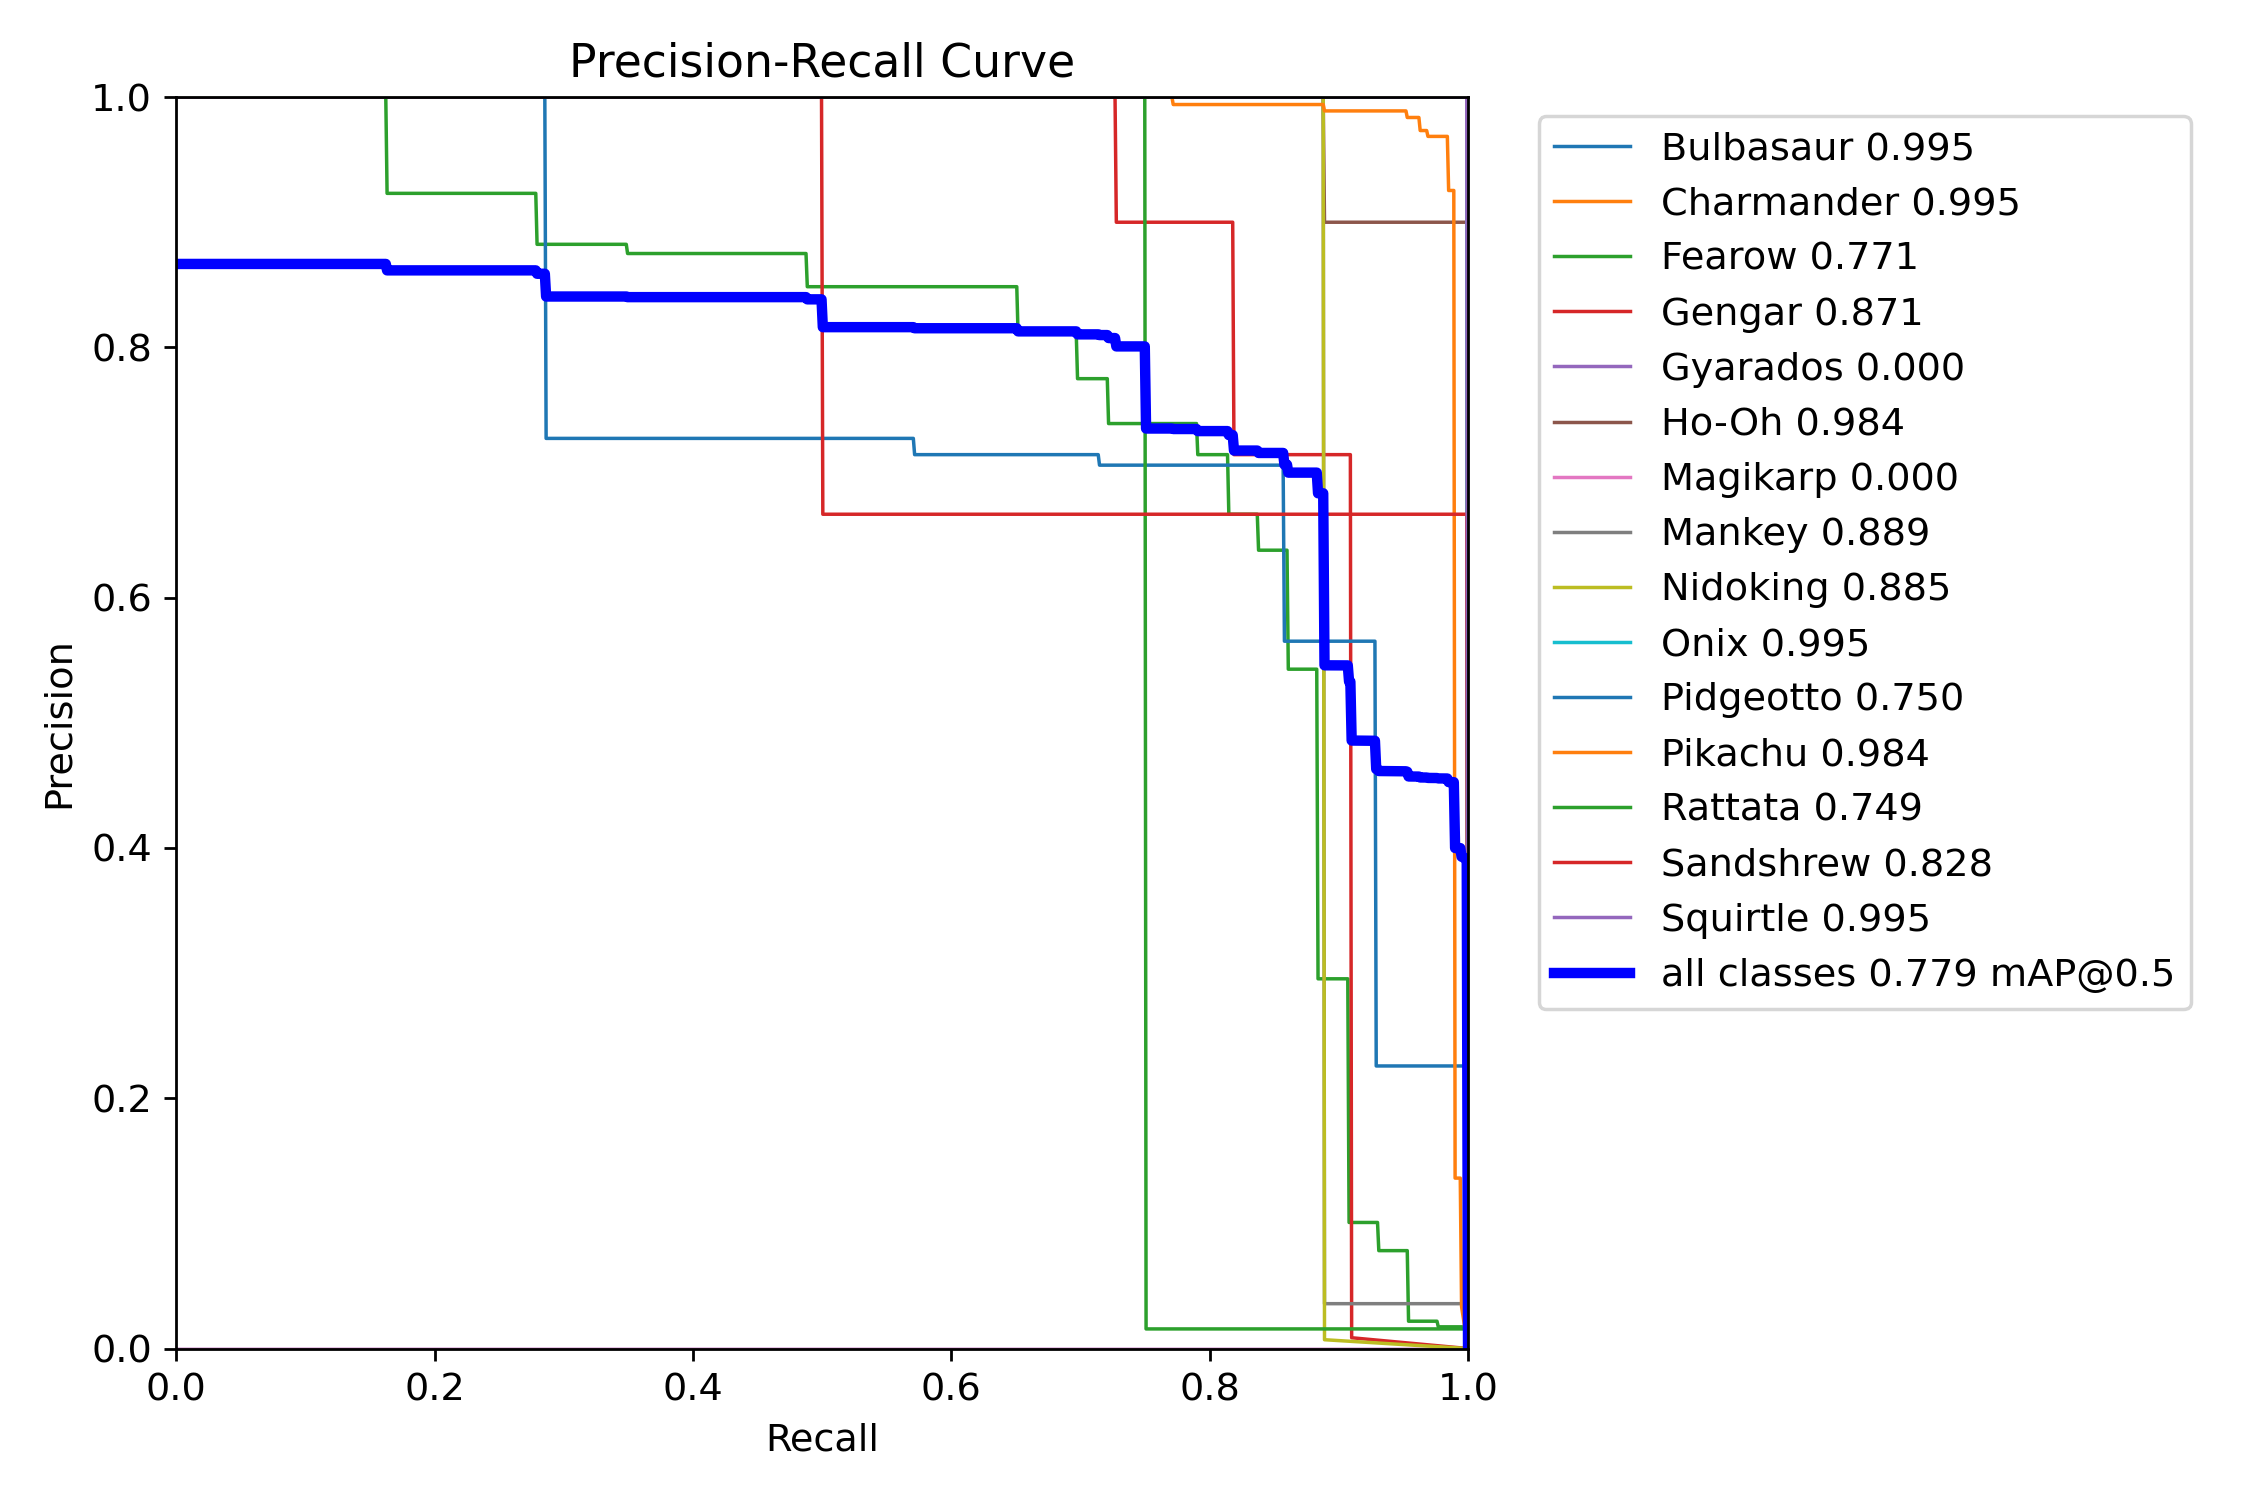 Precision-Recall Curve
1.0
0.8
0.6
0.4
0.2
0.0
Precision
0.0 0.2 0.4 0.6 0.8 1.0
Recall
Bulbasaur 0.995
Charmander 0.995
Fearow 0.771
Gengar 0.871
Gyarados 0.000
Ho-Oh 0.984
Magikarp 0.000
Mankey 0.889
Nidoking 0.885
Onix 0.995
Pidgeotto 0.750
Pikachu 0.984
Rattata 0.749
Sandshrew 0.828
Squirtle 0.995
all classes 0.779 mAP@0.5